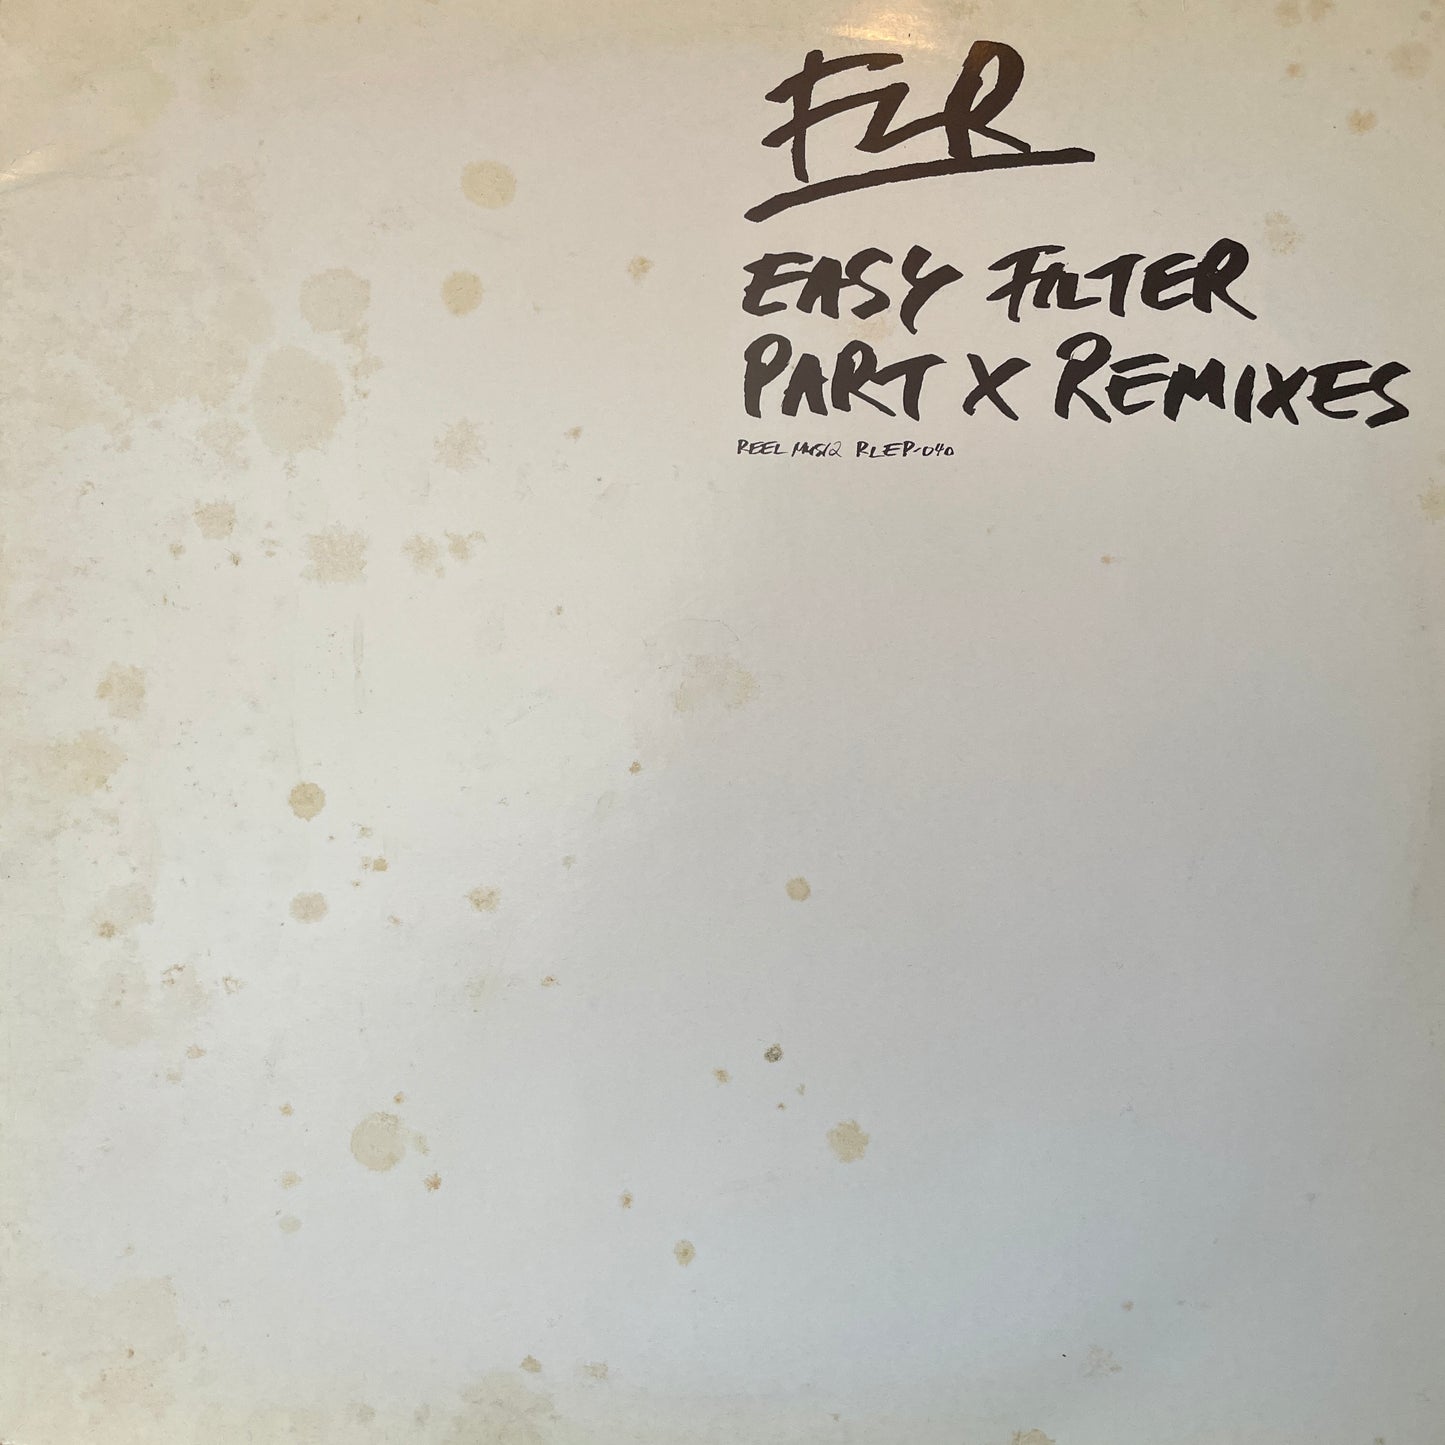 FLR
EASY FILTER
PART X REMIXES
REEL MUSIQ RLEP-040